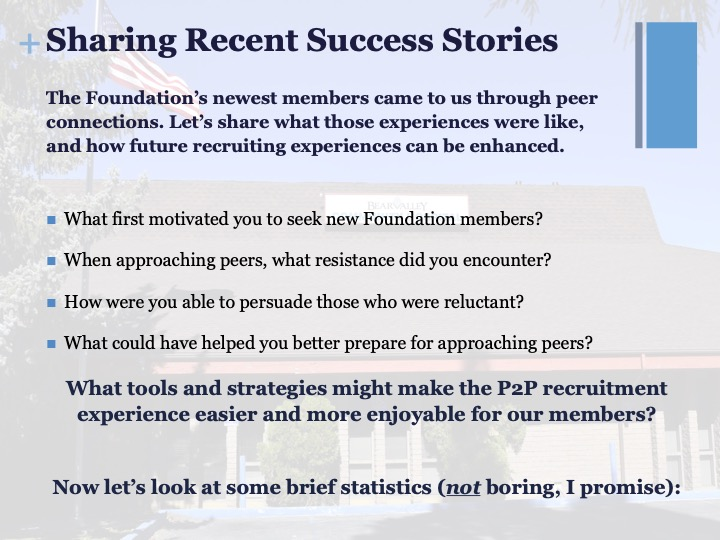 + Sharing Recent Success Stories
The Foundation’s newest members came to us through peer
connections. Let’s share what those experiences were like,
and how future recruiting experiences can be enhanced.
BEAR VALLEY
What first motivated you to seek new Foundation members?
When approaching peers, what resistance did you encounter?
How were you able to persuade those who were reluctant?
What could have helped you better prepare for approaching peers?
What tools and strategies might make the P2P recruitment
experience easier and more enjoyable for our members?
Now let’s look at some brief statistics (not boring, I promise):